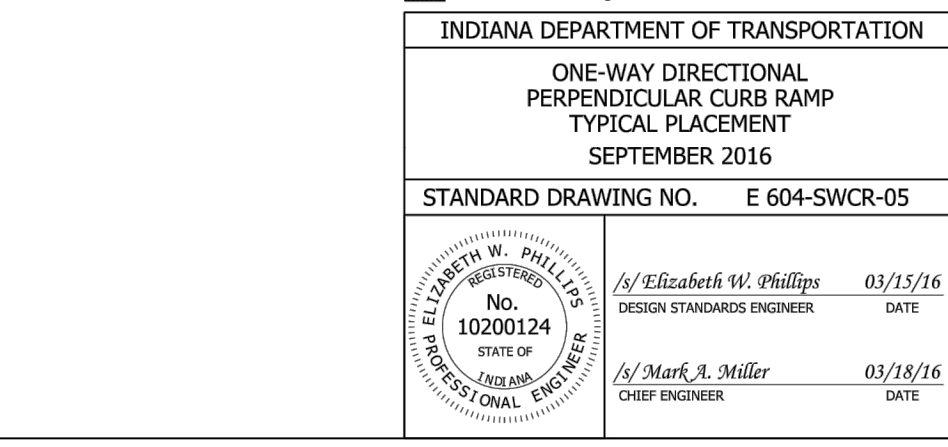 INDIANA DEPARTMENT OF TRANSPORTATION
ONE-WAY DIRECTIONAL
PERPENDICULAR CURB RAMP
TYPICAL PLACEMENT
SEPTEMBER 2016
STANDARD DRAWING NO. E 604-SWCR-05
ELIZABETH W. PHILLIPS
REGISTERED
No.
10200124
STATE OF
INDIANA
PROFESSIONAL ENGINEER
/s/ Elizabeth W. Phillips 03/15/16
DESIGN STANDARDS ENGINEER DATE
/s/ Mark A. Miller 03/18/16
CHIEF ENGINEER DATE